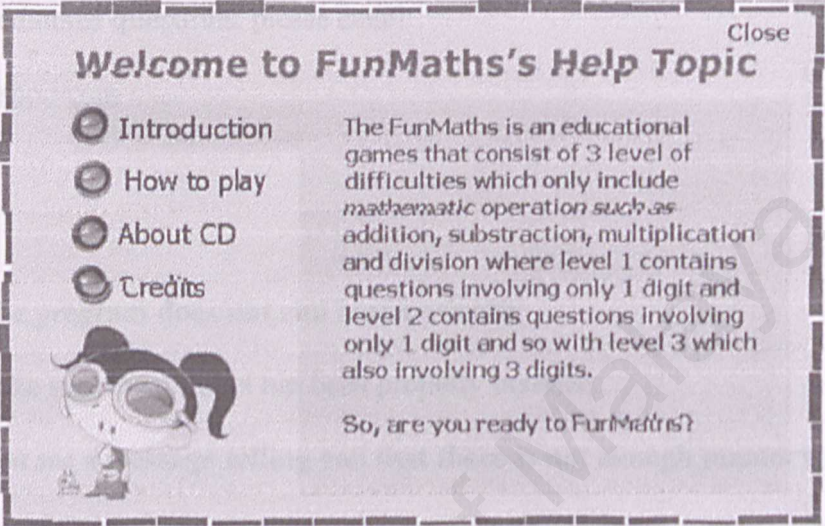 Close
Welcome to FunMaths's Help Topic
Introduction
How to play
About CD
Credits
The FunMaths is an educational
games that consist of 3 level of
difficulties which only include
mathematic operation such as
addition, substraction, multiplication
and division where level 1 contains
questions involving only 1 digit and
level 2 contains questions involving
only 1 digit and so with level 3 which
also involving 3 digits.
So, are you ready to FunMaths?
Malaya